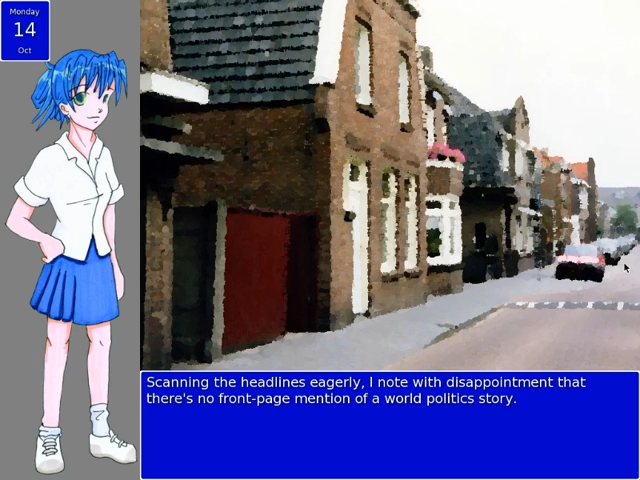 Monday
14
Oct
Scanning the headlines eagerly, I note with disappointment that
there's no front-page mention of a world politics story.